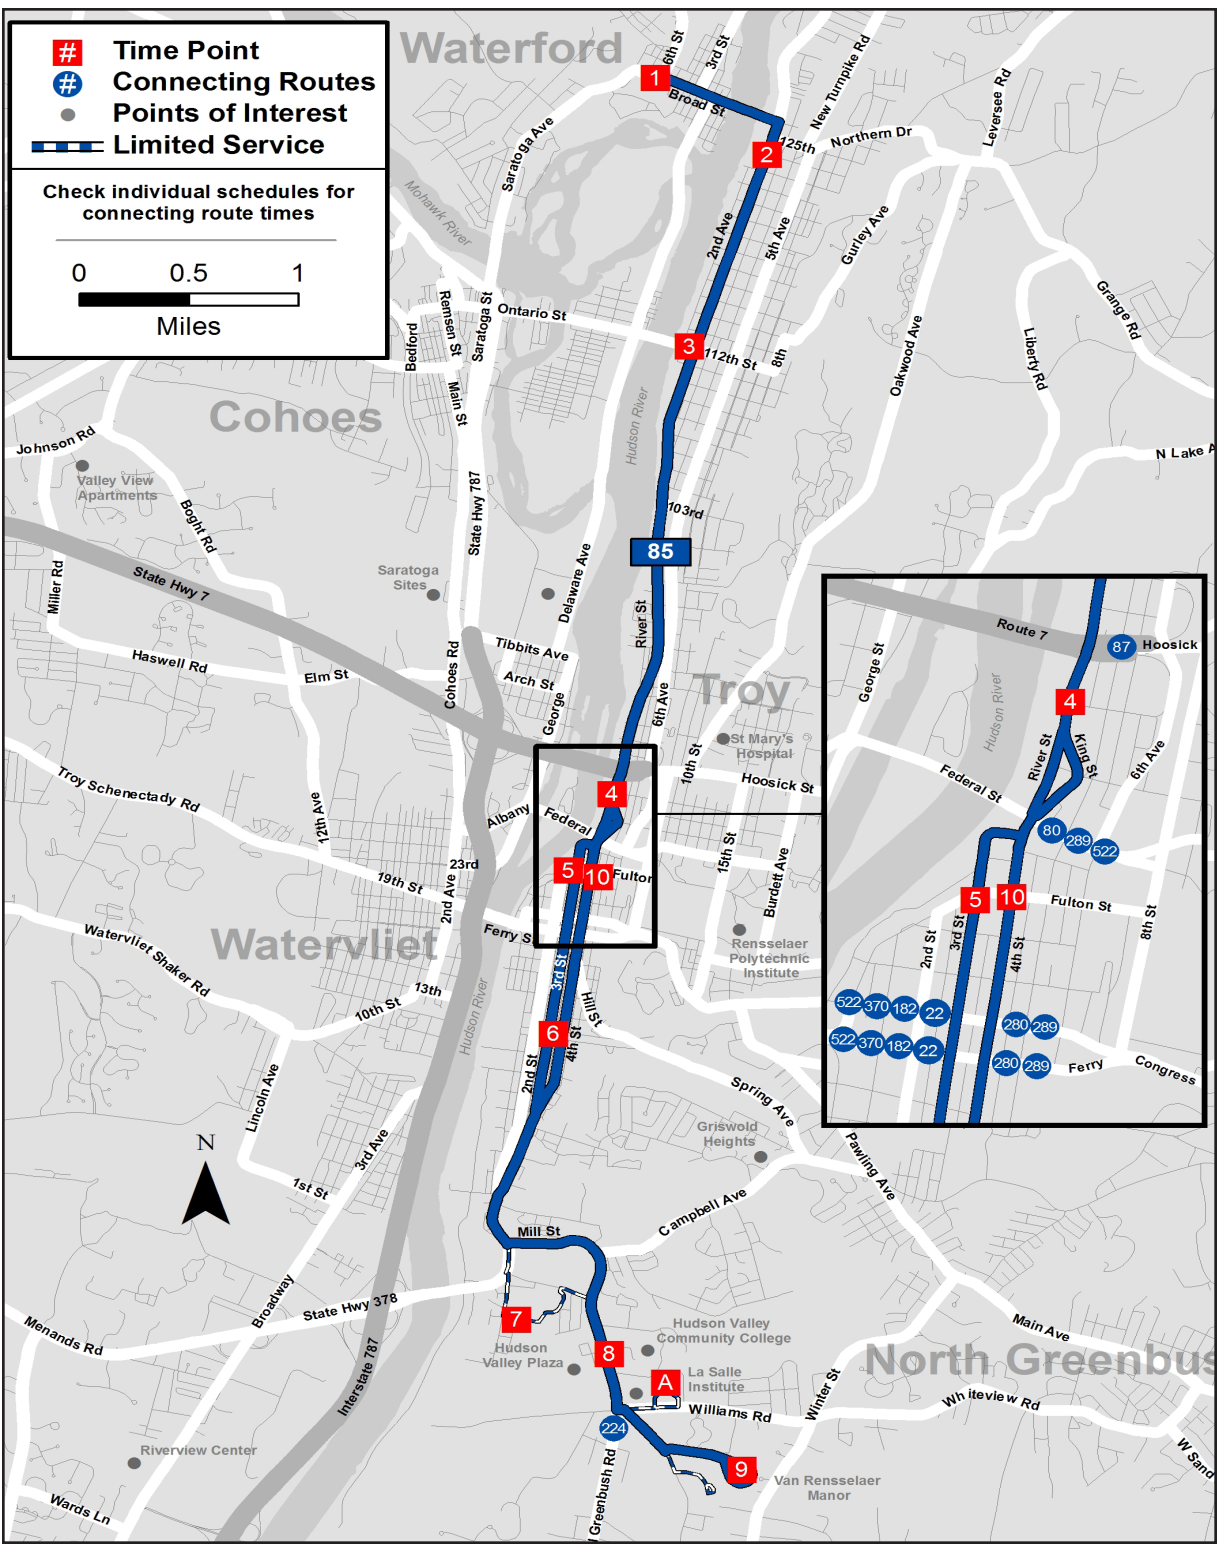 # Time Point
# Connecting Routes
Points of Interest
Limited Service
Check individual schedules for
connecting route times
0 0.5 1
Miles
Waterford
6th St
3rd St
New Turnpike Rd
Leversee Rd
1
Broad St
2
125th
Northern Dr
Saratoga Ave
Mohawk River
2nd Ave
5th Ave
Gurley Ave
Grange Rd
Bedford
Remsen St
Saratoga St
Ontario St
3
112th St
8th
Oakwood Ave
Liberty Rd
Main St
Cohoes
Hudson River
Johnson Rd
Valley View
Apartments
N Lake A
State Hwy 787
Boght Rd
103rd
85
State Hwy 7
Miller Rd
Saratoga
Sites
Delaware Ave
River St
Haswell Rd
Elm St
Cohoes Rd
Tibbits Ave
Arch St
George
6th Ave
Troy
St Mary's
Hospital
10th St
Hoosick St
Troy Schenectady Rd
12th Ave
Albany
4
Federal
15th St
Burdett Ave
23rd
19th St
2nd Ave
5
10
Fulton
Ferry St
Watervliet
Watervliet Shaker Rd
Rensselaer
Polytechnic
Institute
3rd St
13th
10th St
Hudson River
Hill St
6
4th St
2nd St
Lincoln Ave
Spring Ave
Griswold
Heights
Pawling Ave
N
3rd Ave
1st St
Campbell Ave
Mill St
Broadway
State Hwy 378
Menands Rd
Interstate 787
7
Hudson
Valley Plaza
Hudson Valley
Community College
8
La Salle
Institute
A
Main Ave
North Greenbus
Winter St
Whiteview Rd
Williams Rd
224
W Sand
Riverview Center
9
Van Rensselaer
Manor
Wards Ln
N Greenbush Rd
Route 7
87
Hoosick
George St
Hudson River
4
River St
King St
6th Ave
Federal St
80
289
522
5
10
Fulton St
2nd St
3rd St
4th St
8th St
522 370 182 22
280 289
522 370 182 22
280 289
Ferry
Congress